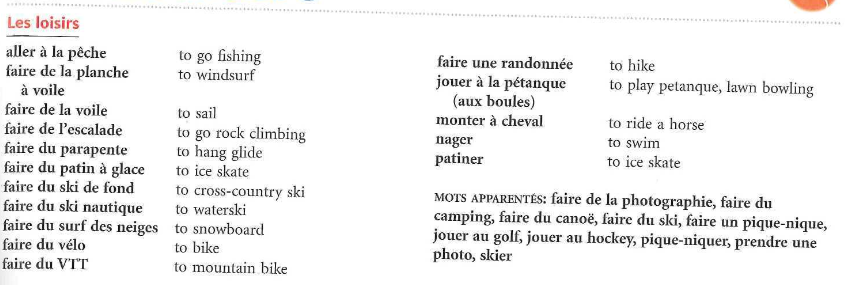 Les loisirs
aller à la pêche to go fishing
faire de la planche to windsurf
à voile
faire de la voile to sail
faire de l'escalade to go rock climbing
faire du parapente to hang glide
faire du patin à glace to ice skate
faire du ski de fond to cross-country ski
faire du ski nautique to waterski
faire du surf des neiges to snowboard
faire du vélo to bike
faire du VTT to mountain bike
faire une randonnée to hike
jouer à la pétanque to play petanque, lawn bowling
(aux boules)
monter à cheval to ride a horse
nager to swim
patiner to ice skate
MOTS APPARENTÉS: faire de la photographie, faire du
camping, faire du canoë, faire du ski, faire un pique-nique,
jouer au golf, jouer au hockey, pique-niquer, prendre une
photo, skier